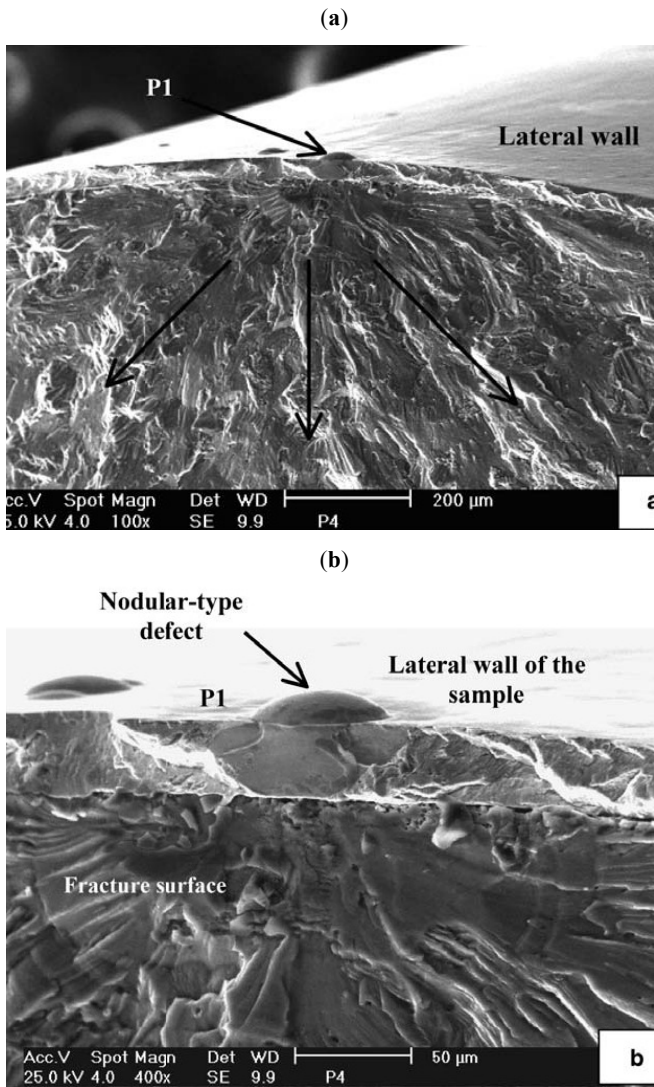 (a)
P1
Lateral wall
cc.V Spot Magn Det WD 200 µm
5.0 kV 4.0 100x SE 9.9 P4
a
(b)
Nodular-type
defect
Lateral wall of the
sample
P1
Fracture surface
Acc.V Spot Magn Det WD 50 µm
25.0 kV 4.0 400x SE 9.9 P4
b